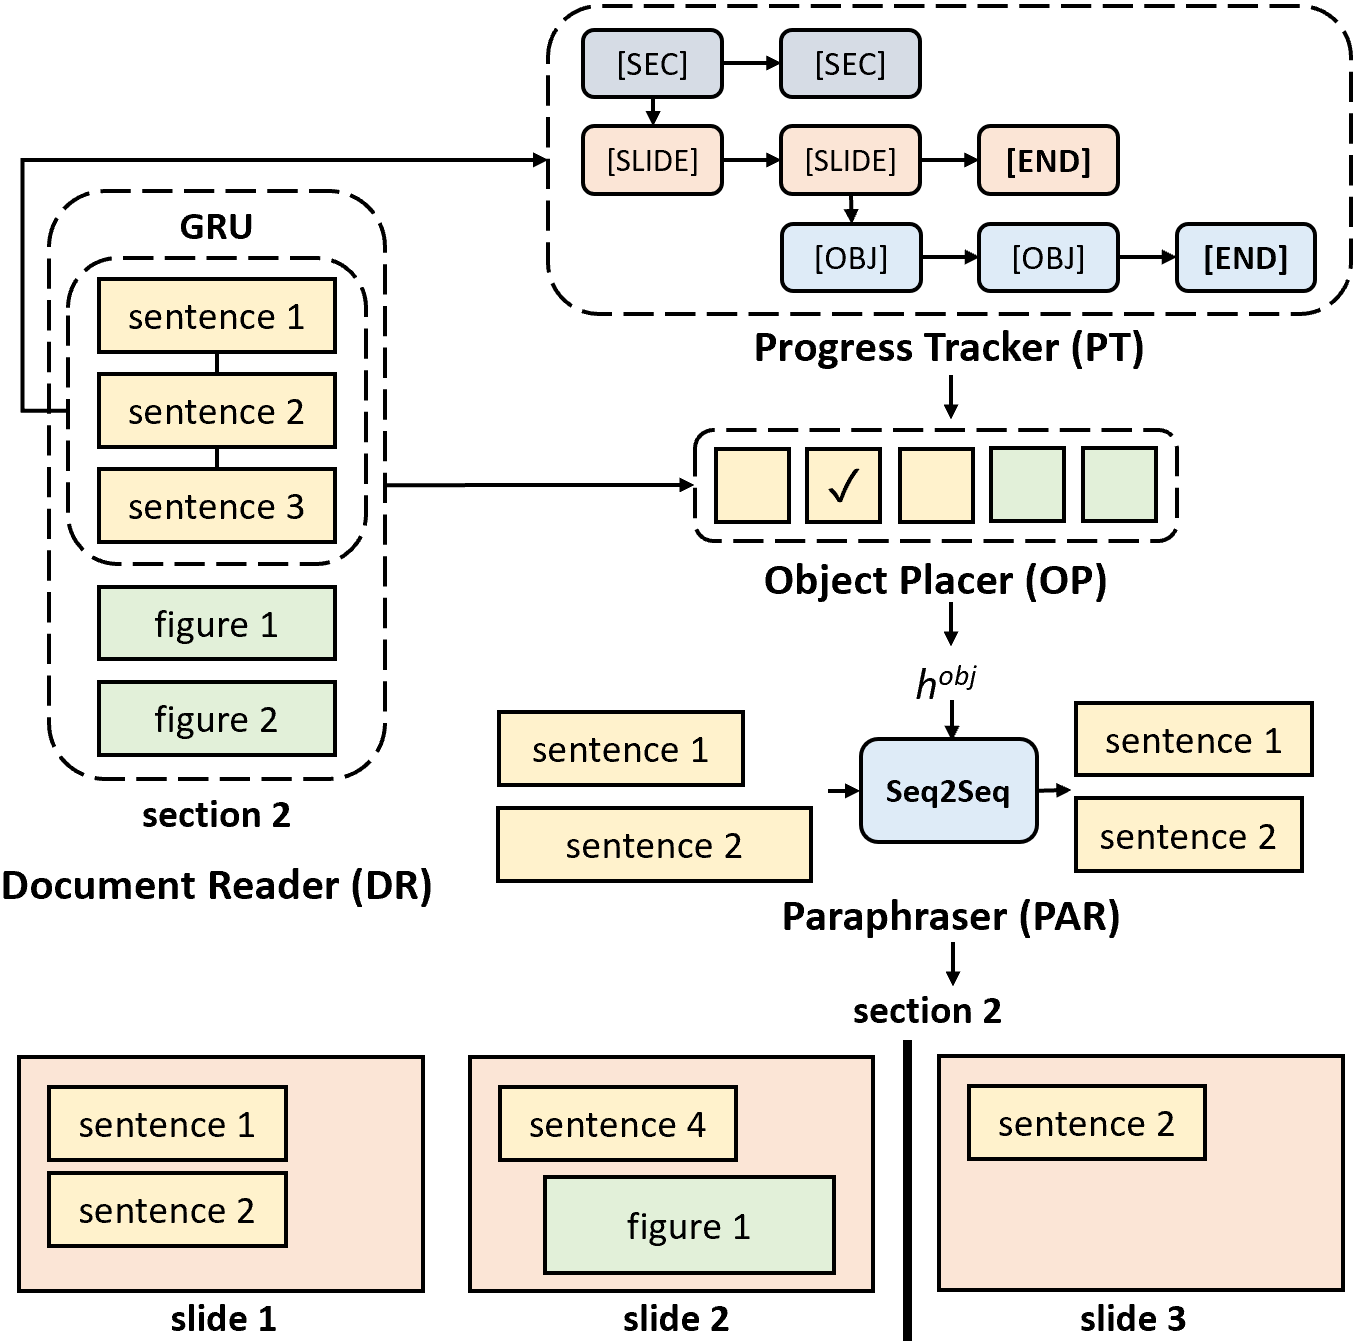 [SEC] [SEC]
[SLIDE] [SLIDE] [END]
[OBJ] [OBJ] [END]
Progress Tracker (PT)
GRU
sentence 1
sentence 2
sentence 3
figure 1
figure 2
section 2
Document Reader (DR)
✓
Object Placer (OP)
h^obj
sentence 1
sentence 2
Seq2Seq
sentence 1
sentence 2
Paraphraser (PAR)
section 2
sentence 1
sentence 2
slide 1
sentence 4
figure 1
slide 2
sentence 2
slide 3